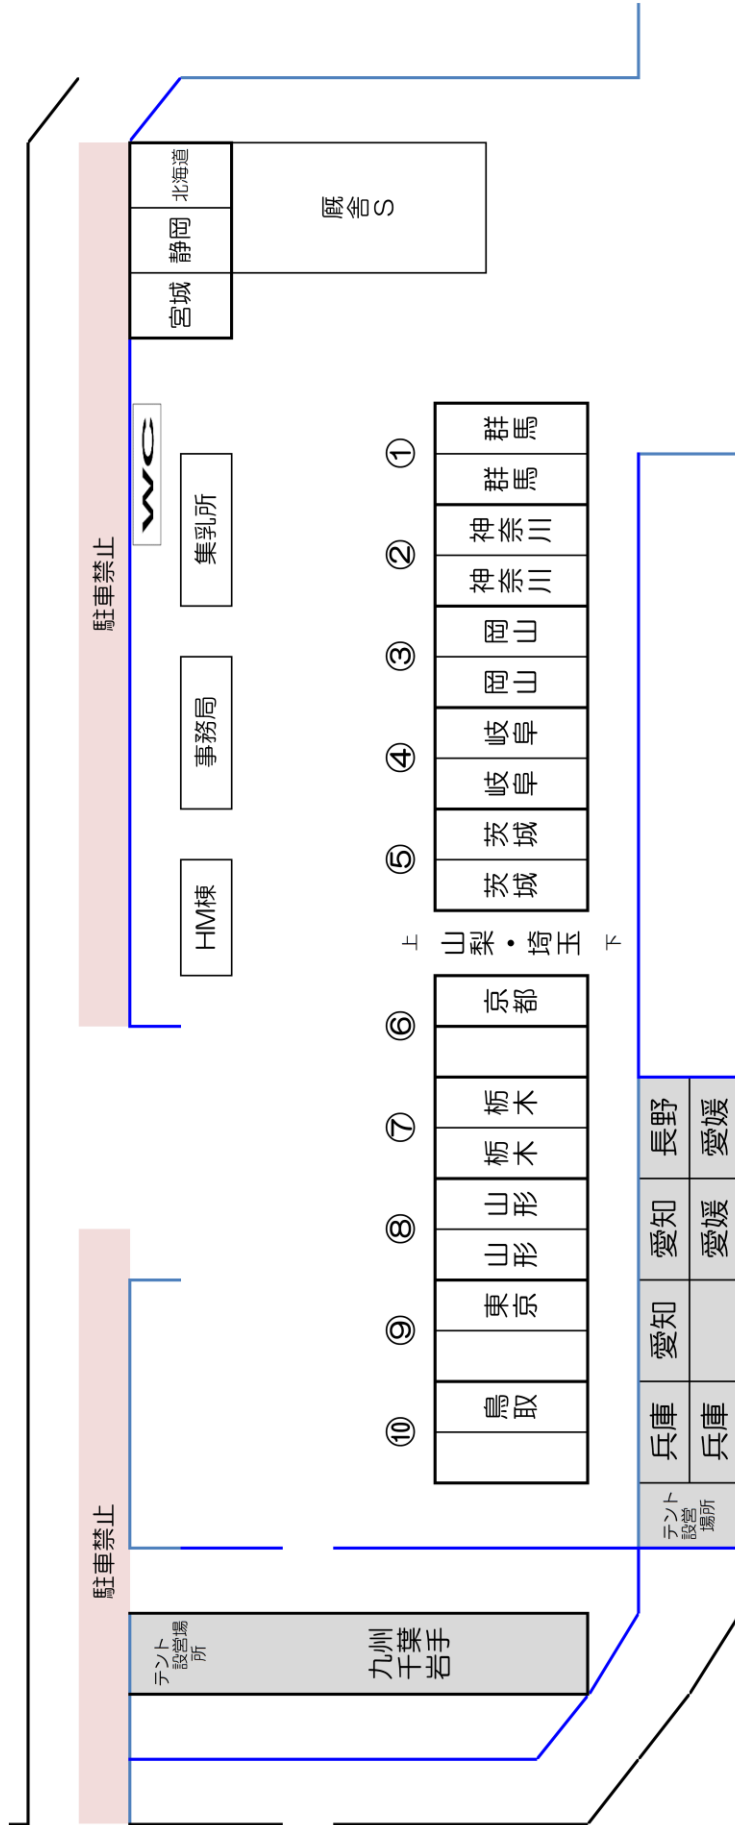 北海道
静岡
宮城
厩舎S
駐車禁止
WC
集乳所
事務局
HM棟
①
群馬
群馬
②
神奈川
神奈川
③
岡山
岡山
④
岐阜
岐阜
⑤
茨城
茨城
上
山梨・埼玉
下
⑥
京都
⑦
栃木
栃木
⑧
山形
山形
⑨
東京
⑩
鳥取
長野
愛媛
愛知
愛媛
愛知
兵庫
兵庫
テント
設営
場所
駐車禁止
テント
設営場
所
九州
千葉
岩手